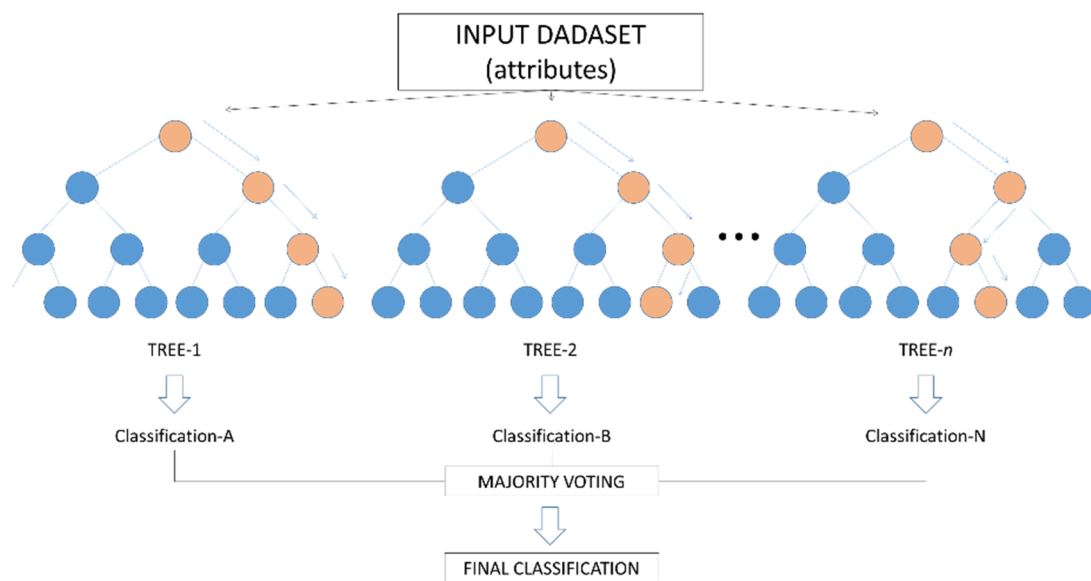 INPUT DADASET
(attributes)
TREE-1
TREE-2
TREE-n
Classification-A
Classification-B
Classification-N
MAJORITY VOTING
FINAL CLASSIFICATION